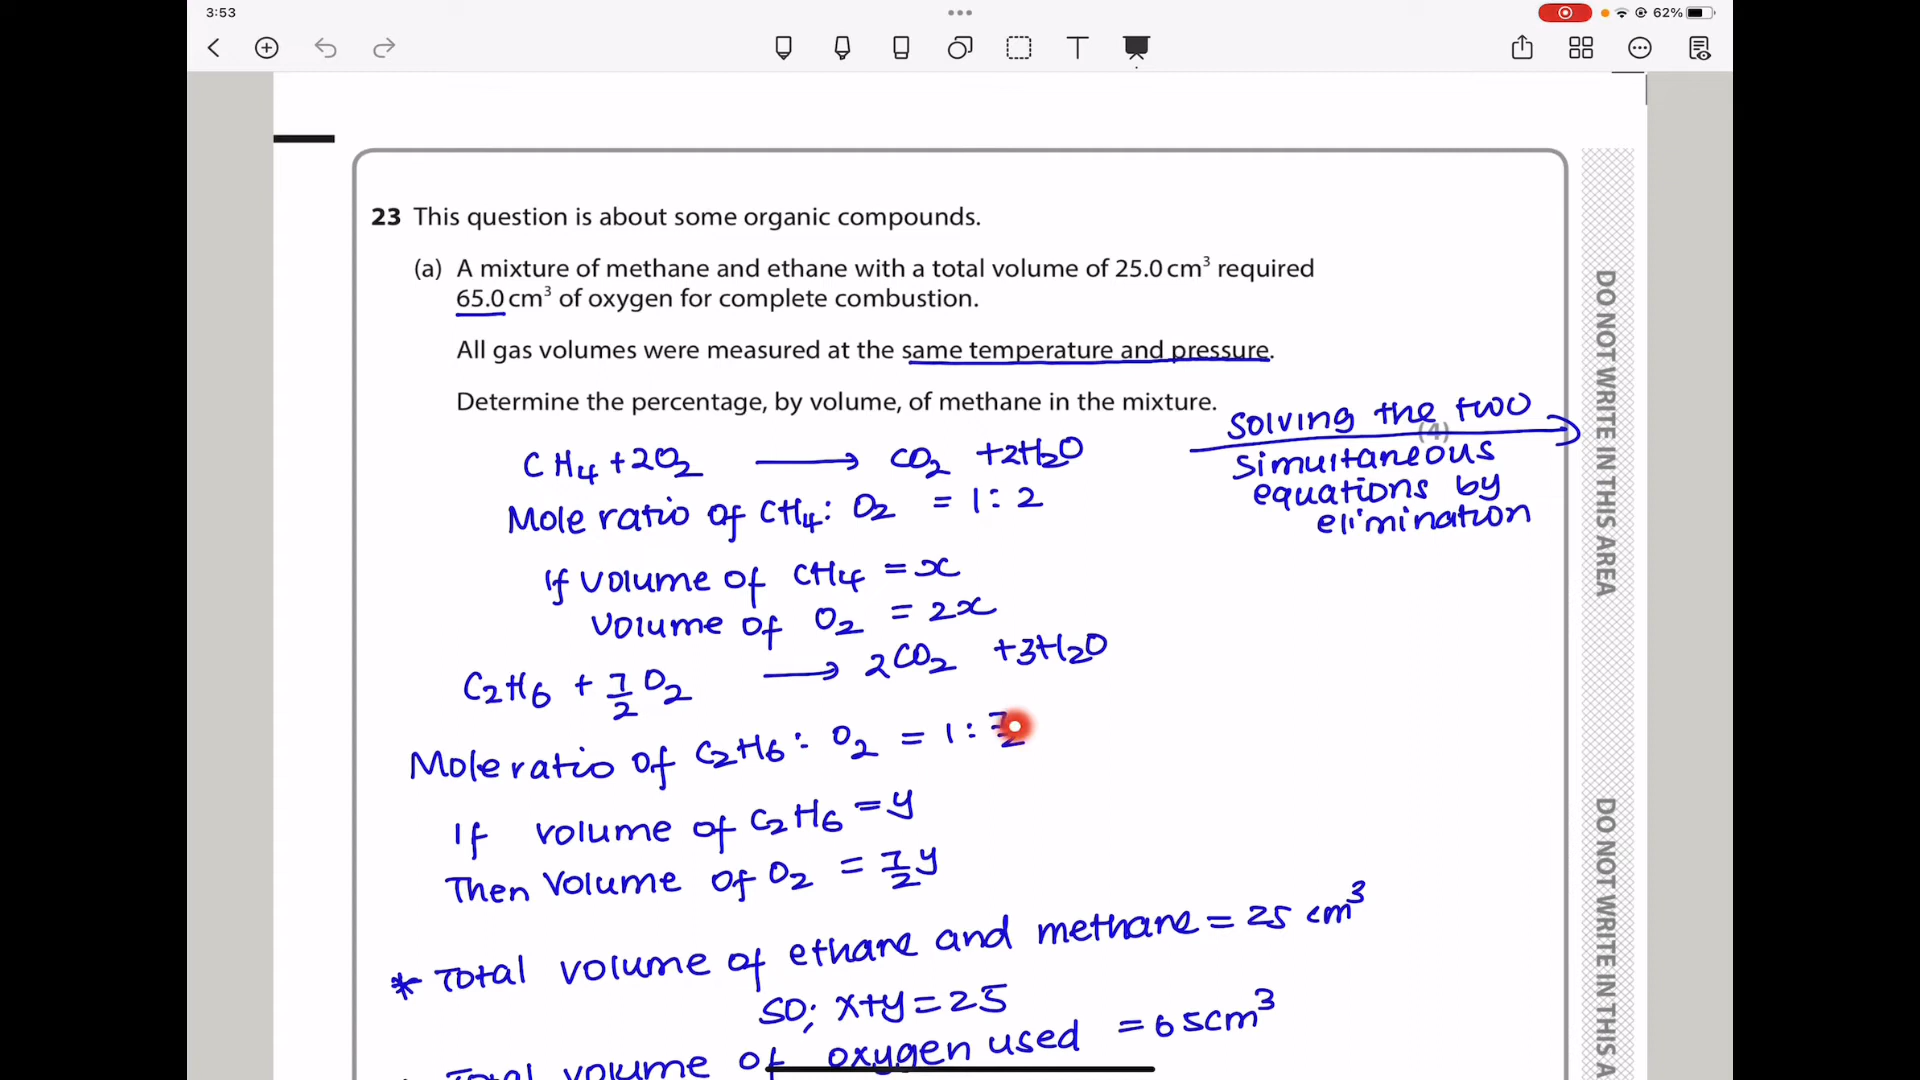 3:53
62%
23 This question is about some organic compounds.
(a) A mixture of methane and ethane with a total volume of 25.0 cm³ required
65.0 cm³ of oxygen for complete combustion.
All gas volumes were measured at the same temperature and pressure.
Determine the percentage, by volume, of methane in the mixture.
(4)
CH4 + 2O2 ⟶ CO2 + 2H2O
Mole ratio of CH4 : O2 = 1 : 2
If volume of CH4 = x
volume of O2 = 2x
C2H6 + 7/2 O2 ⟶ 2CO2 + 3H2O
Mole ratio of C2H6 : O2 = 1 : 7/2
If volume of C2H6 = y
Then volume of O2 = 7/2 y
* Total volume of ethane and methane = 25 cm³
so; x+y = 25
Total volume of oxygen used = 65cm³
solving the two
simultaneous
equations by
elimination
DO NOT WRITE IN THIS AREA
DO NOT WRITE IN THIS A